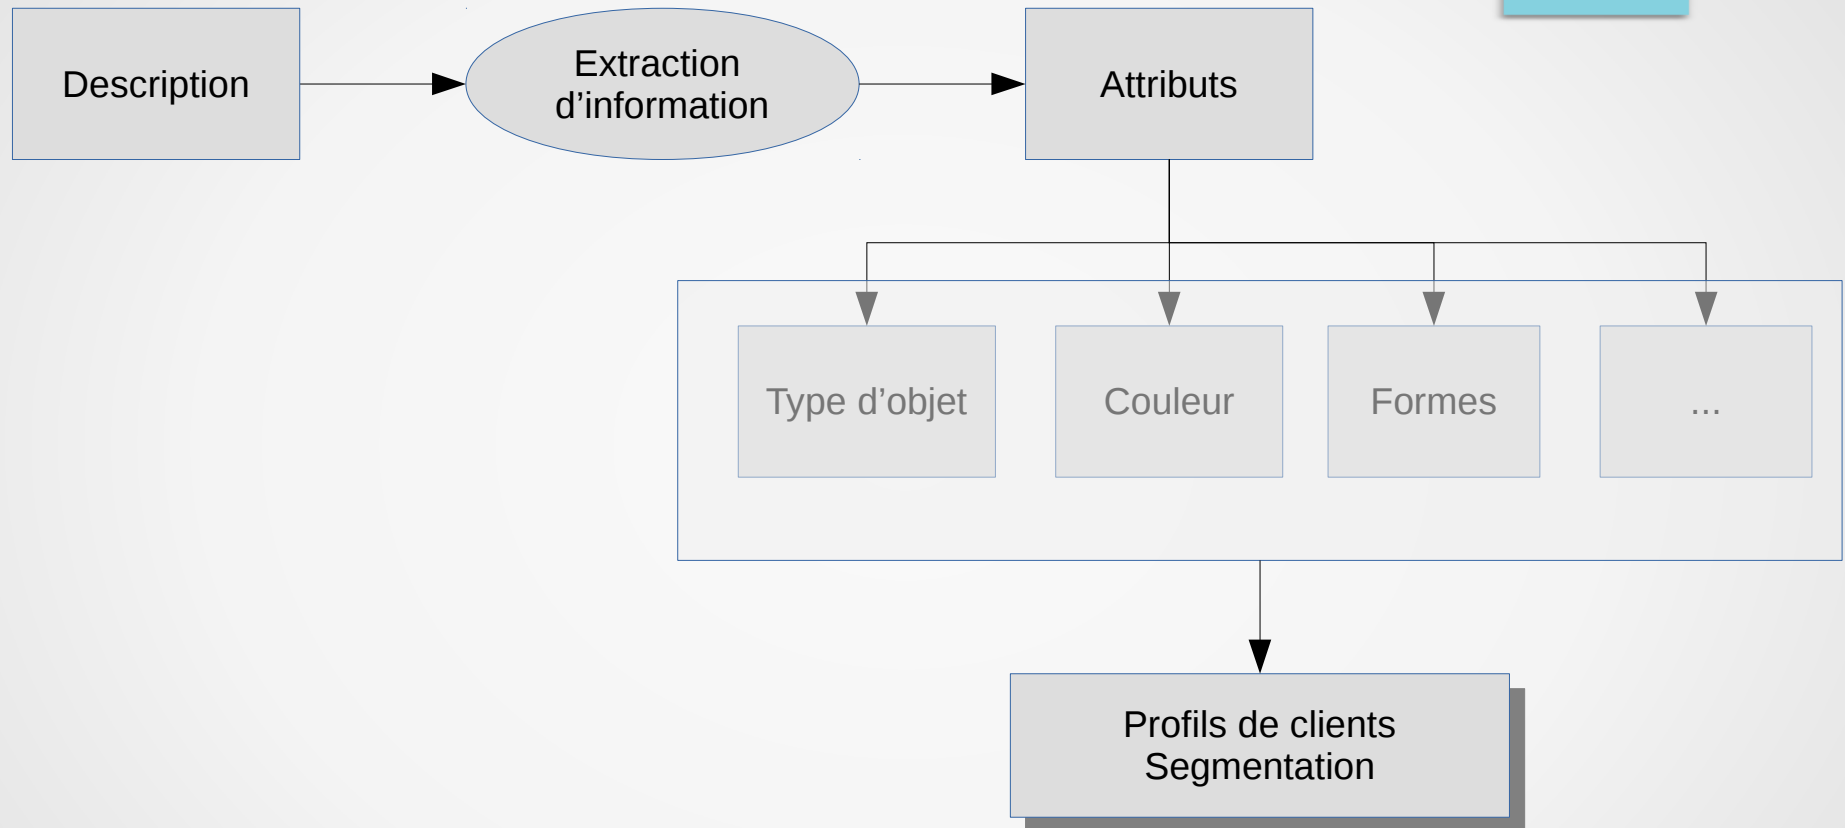 Description
Extraction
d’information
Attributs
Type d’objet
Couleur
Formes
...
Profils de clients
Segmentation